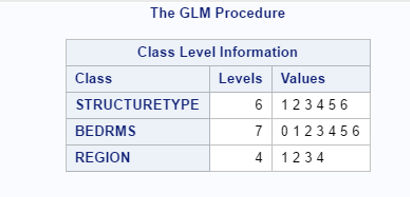 The GLM Procedure
Class Level Information
Class Levels Values
STRUCTURETYPE 6 1 2 3 4 5 6
BEDRMS 7 0 1 2 3 4 5 6
REGION 4 1 2 3 4